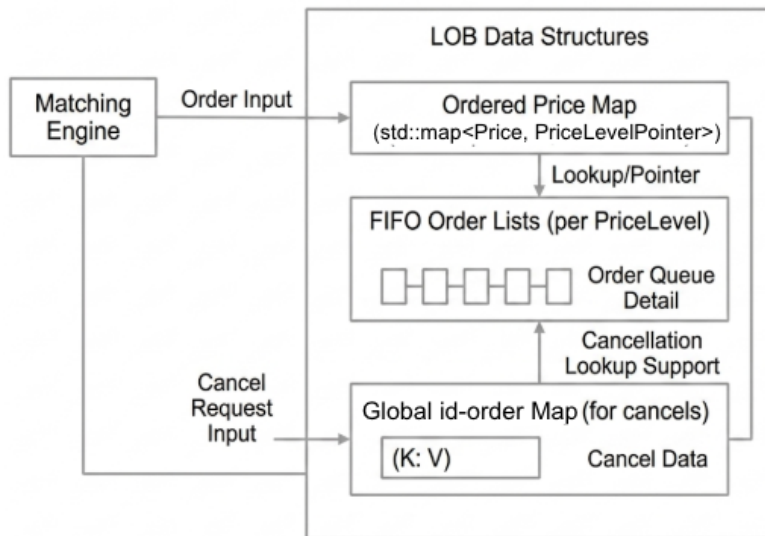 LOB Data Structures
Matching
Engine
Order Input
Ordered Price Map
(std::map<Price, PriceLevelPointer>)
Lookup/Pointer
FIFO Order Lists (per PriceLevel)
Order Queue
Detail
Cancellation
Lookup Support
Cancel
Request
Input
Global id-order Map (for cancels)
(K: V)
Cancel Data